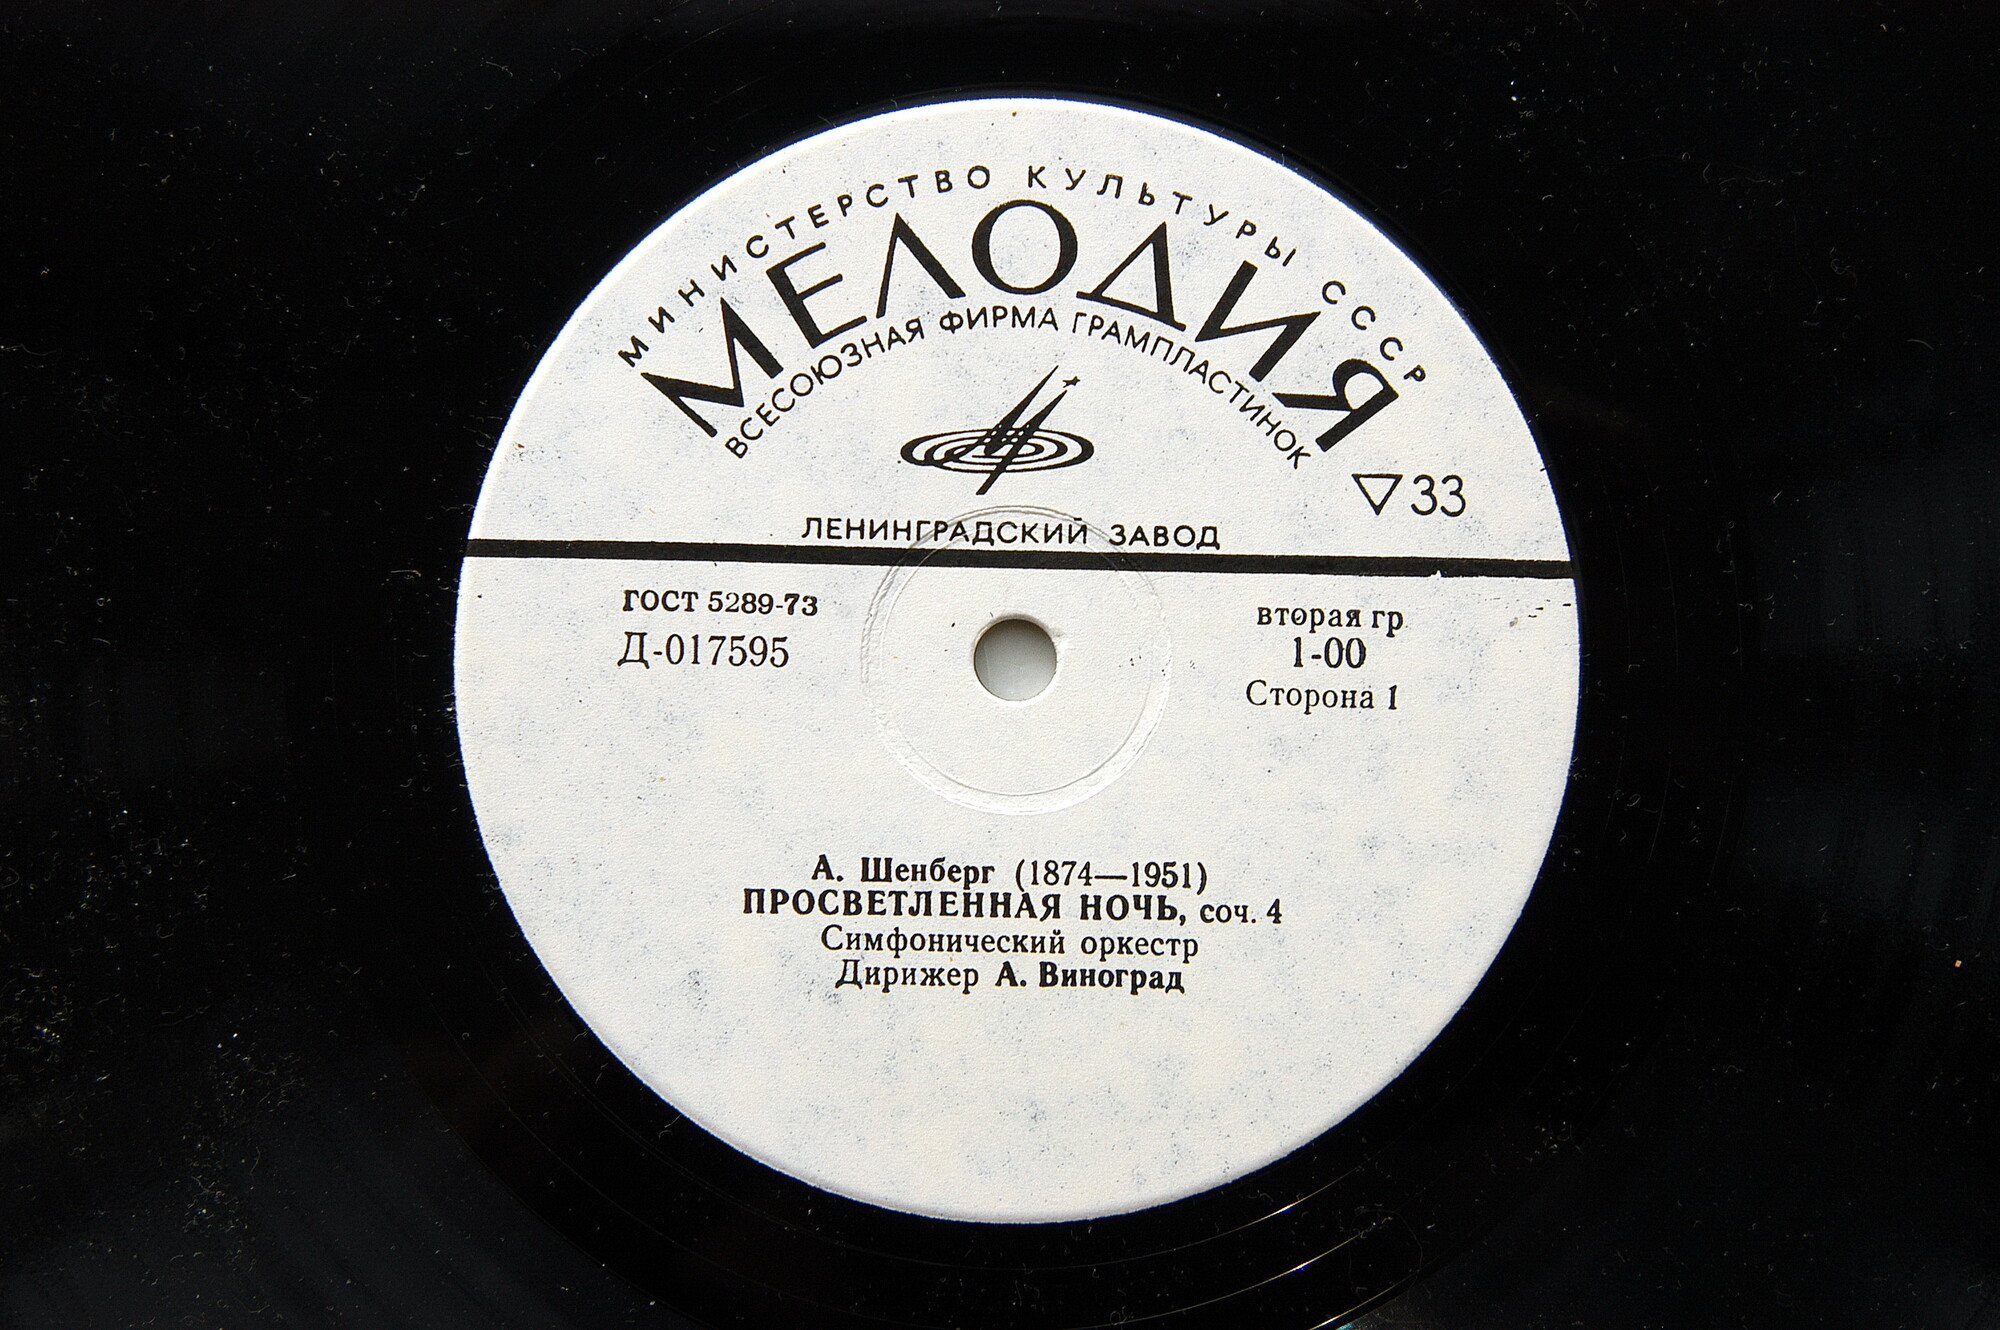 МИНИСТЕРСТВО КУЛЬТУРЫ СССР
МЕЛОДИЯ
ВСЕСОЮЗНАЯ ФИРМА ГРАМПЛАСТИНОК
▽33
ЛЕНИНГРАДСКИЙ ЗАВОД
ГОСТ 5289-73
Д-017595
вторая гр
1-00
Сторона 1
А. Шенберг (1874—1951)
ПРОСВЕТЛЕННАЯ НОЧЬ, соч. 4
Симфонический оркестр
Дирижер А. Виноград